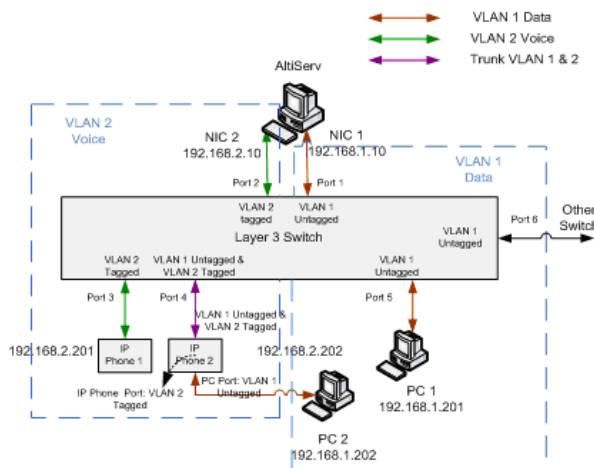 VLAN 1 Data
VLAN 2 Voice
Trunk VLAN 1 & 2
AltiServ
VLAN 2
Voice
NIC 2
192.168.2.10
NIC 1
192.168.1.10
VLAN 1
Data
Port 2
Port 1
VLAN 2
tagged
VLAN 1
Untagged
Layer 3 Switch
VLAN 1
Untagged
Port 6
Other
Switch
VLAN 2
Tagged
VLAN 1 Untagged &
VLAN 2 Tagged
VLAN 1
Untagged
Port 3
Port 4
Port 5
VLAN 1 Untagged &
VLAN 2 Tagged
192.168.2.201
IP
Phone 1
IP
Phone 2
192.168.2.202
IP Phone Port: VLAN 2
Tagged
PC Port: VLAN 1
Untagged
PC 1
192.168.1.201
PC 2
192.168.1.202